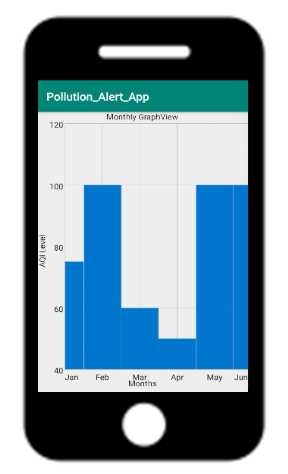 Pollution_Alert_App
Monthly GraphView
120
100
80
60
40
AQI Level
Jan Feb Mar Apr May Jun
Months